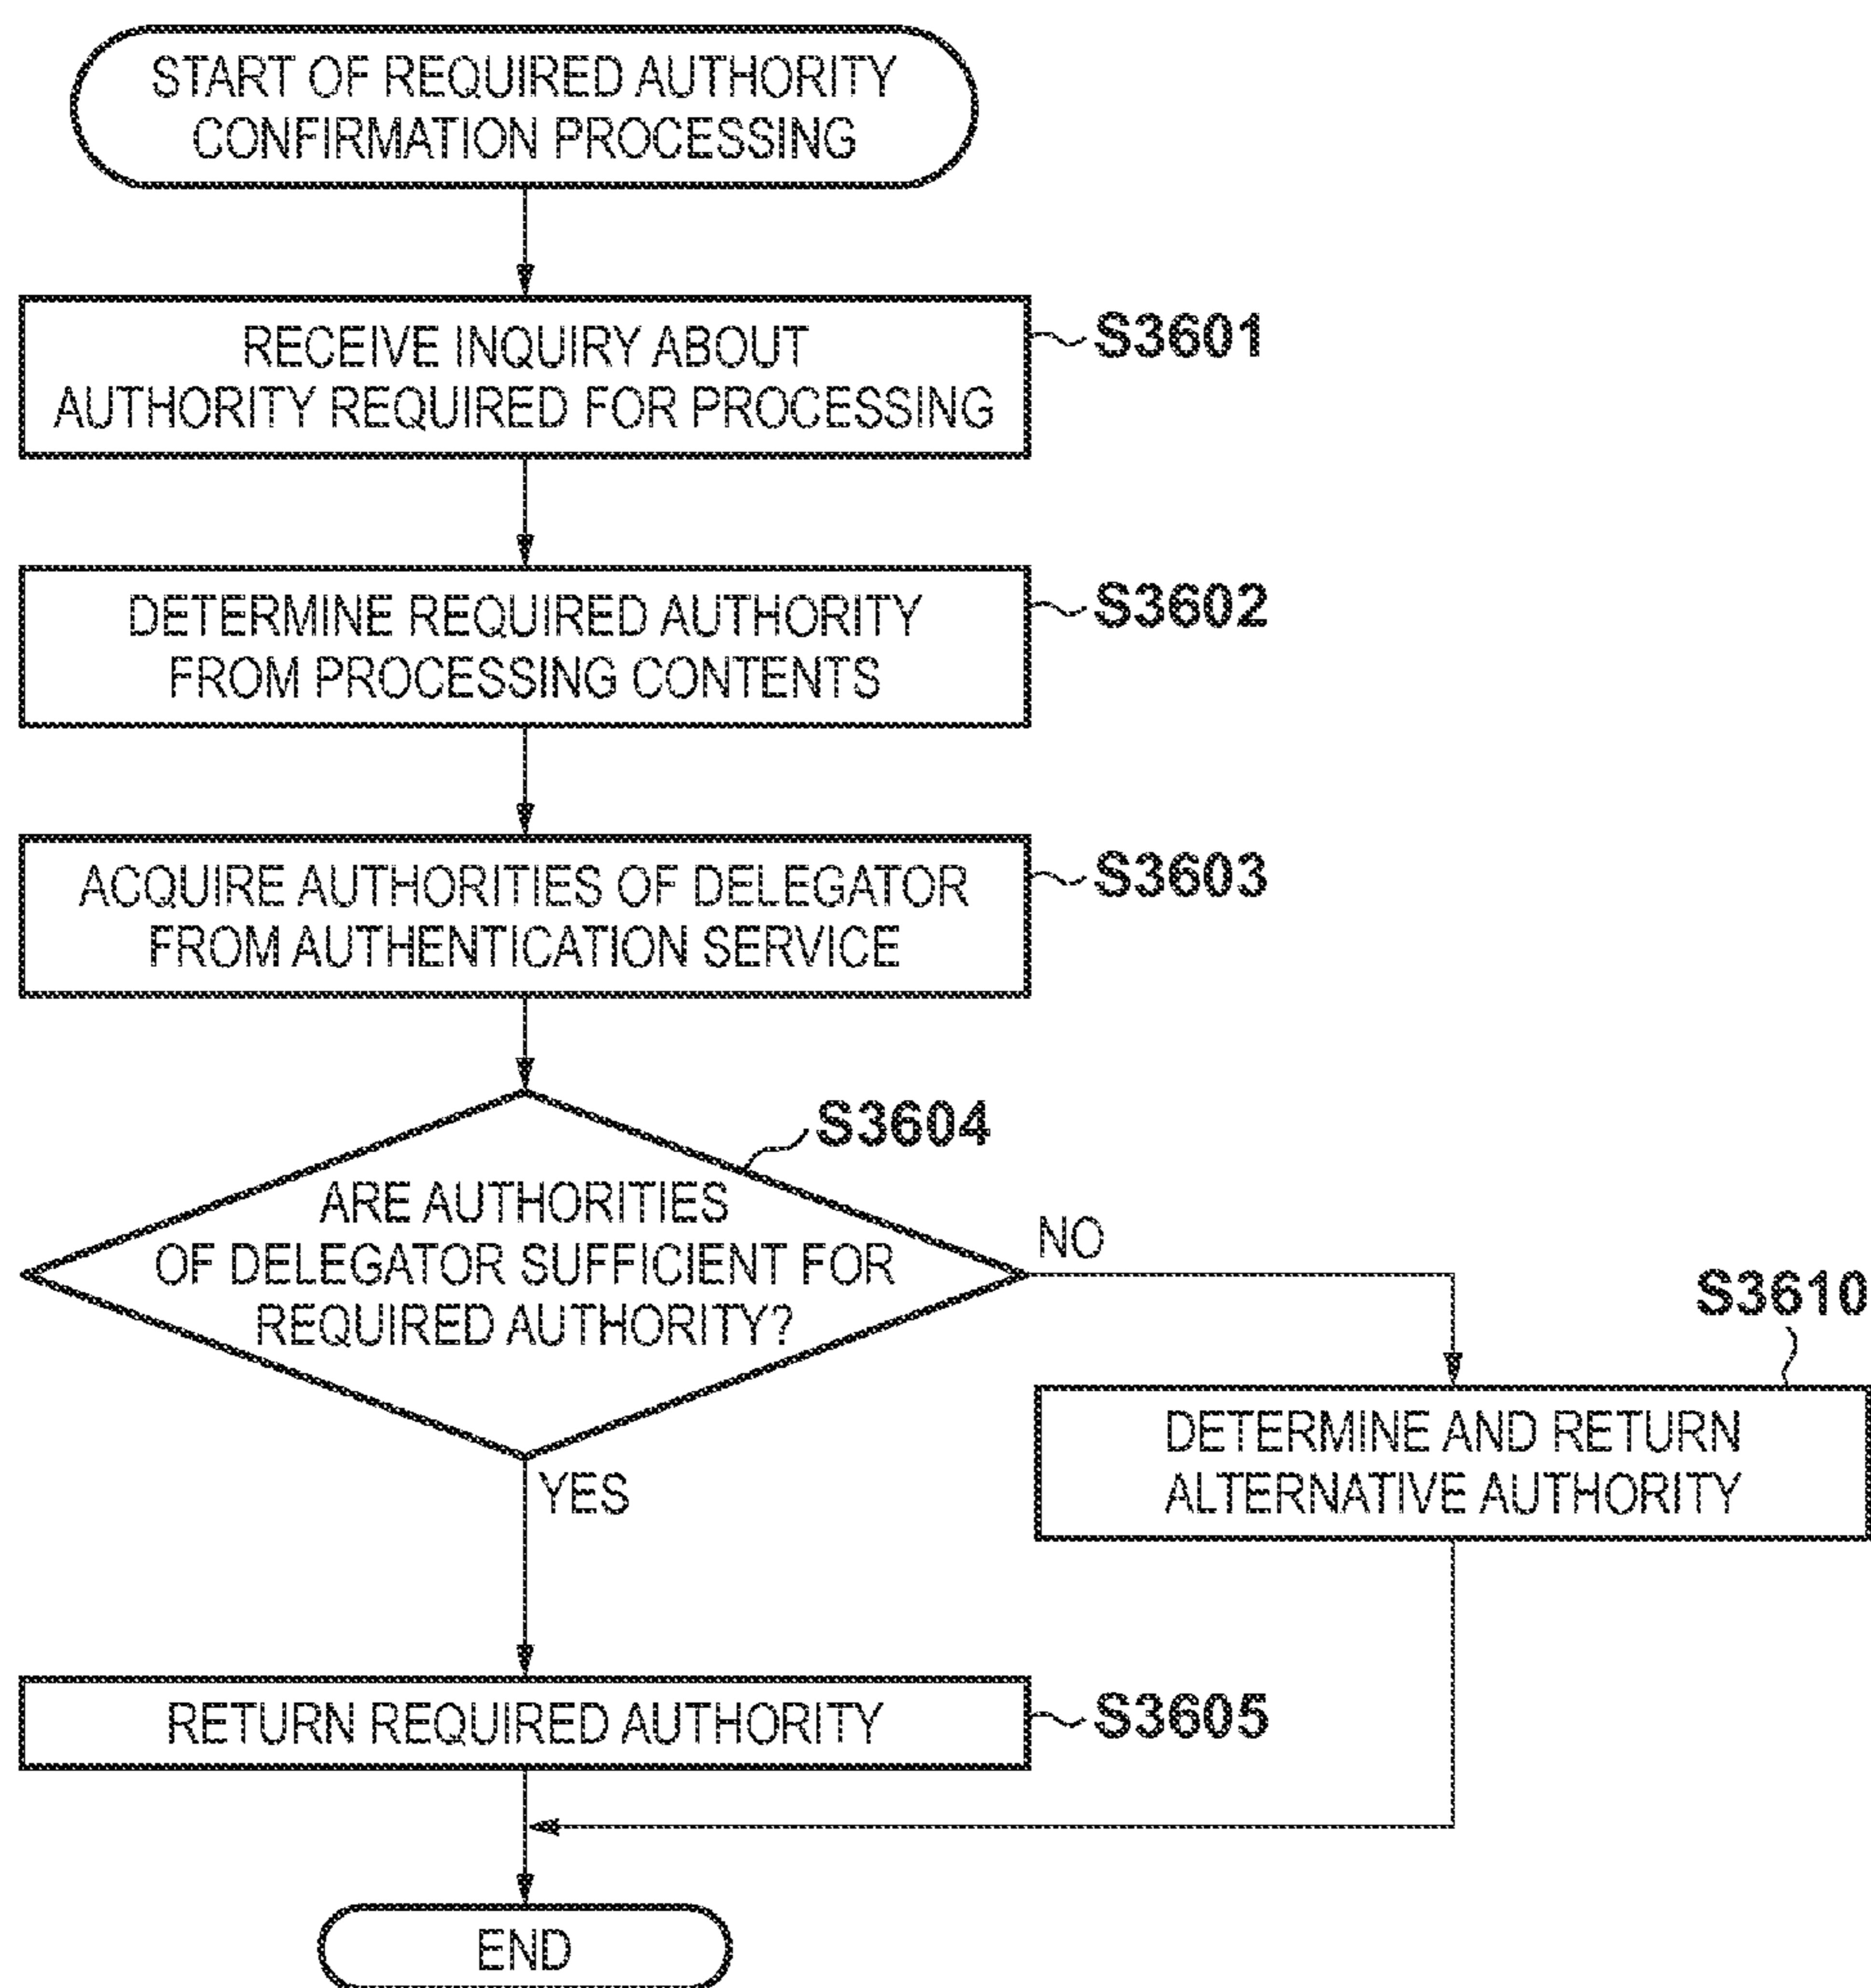 START OF REQUIRED AUTHORITY
CONFIRMATION PROCESSING
RECEIVE INQUIRY ABOUT
AUTHORITY REQUIRED FOR PROCESSING
S3601
DETERMINE REQUIRED AUTHORITY
FROM PROCESSING CONTENTS
S3602
ACQUIRE AUTHORITIES OF DELEGATOR
FROM AUTHENTICATION SERVICE
S3603
S3604
ARE AUTHORITIES
OF DELEGATOR SUFFICIENT FOR
REQUIRED AUTHORITY?
NO
S3610
DETERMINE AND RETURN
ALTERNATIVE AUTHORITY
YES
RETURN REQUIRED AUTHORITY
S3605
END